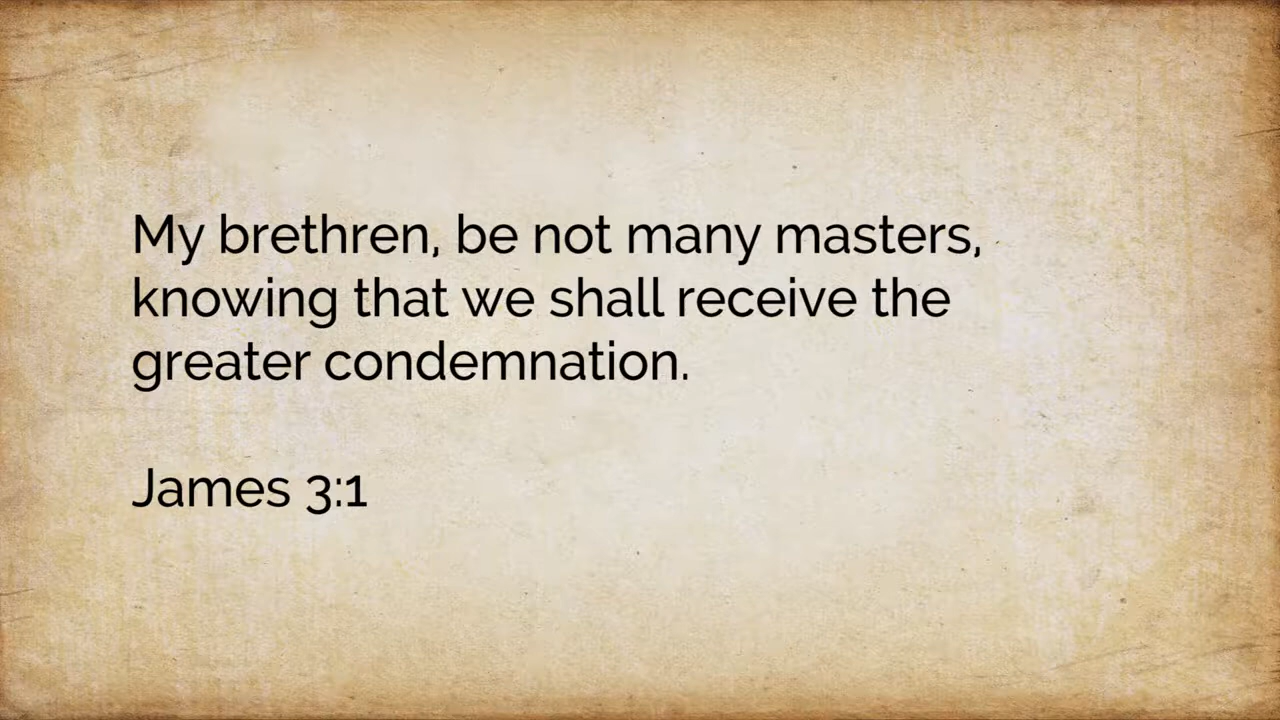 My brethren, be not many masters,
knowing that we shall receive the
greater condemnation.
James 3:1